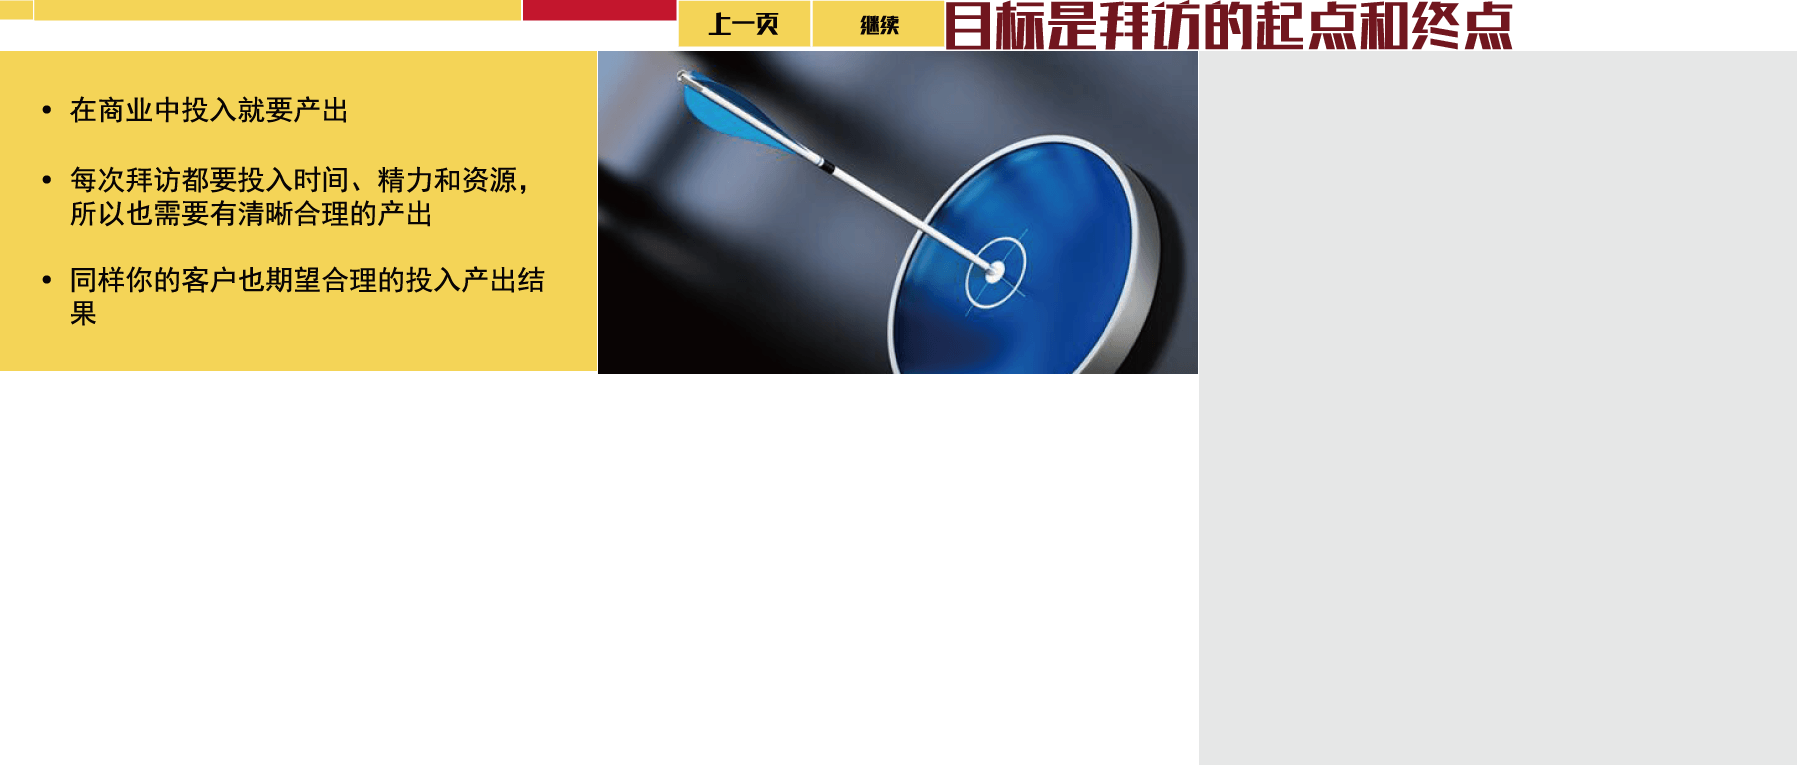 上一页
继续
目标是拜访的起点和终点
• 在商业中投入就要产出
• 每次拜访都要投入时间、精力和资源，
所以也需要有清晰合理的产出
• 同样你的客户也期望合理的投入产出结
果